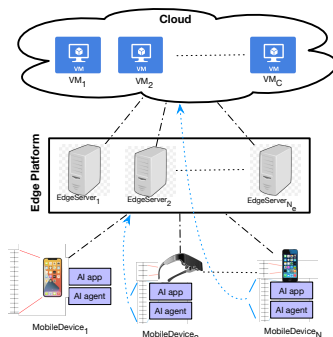 Cloud
VM
VM
VM
VM1
VM2
VMC
Edge Platform
EdgeServer1
EdgeServer2
EdgeServerNe
AI app
AI agent
AI app
AI agent
AI app
AI agent
MobileDevice1
MobileDevice
MobileDeviceN